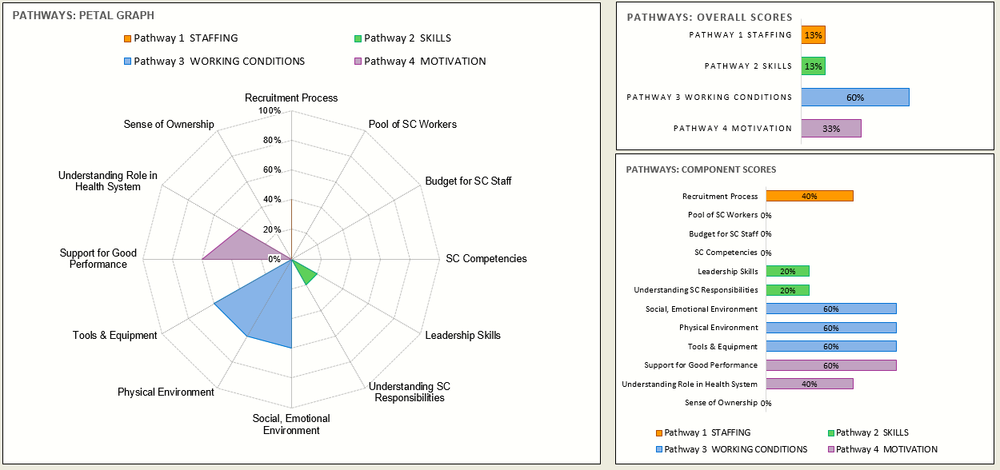 PATHWAYS: PETAL GRAPH
Pathway 1 STAFFING
Pathway 2 SKILLS
Pathway 3 WORKING CONDITIONS
Pathway 4 MOTIVATION
Recruitment Process
100%
Sense of Ownership
Pool of SC Workers
80%
60%
Understanding Role in
Health System
Budget for SC Staff
40%
20%
Support for Good
Performance
0%
SC Competencies
Tools & Equipment
Leadership Skills
Physical Environment
Understanding SC
Responsibilities
Social, Emotional
Environment
PATHWAYS: OVERALL SCORES
PATHWAY 1 STAFFING 13%
PATHWAY 2 SKILLS 13%
PATHWAY 3 WORKING CONDITIONS 60%
PATHWAY 4 MOTIVATION 33%
PATHWAYS: COMPONENT SCORES
Recruitment Process 40%
Pool of SC Workers 0%
Budget for SC Staff 0%
SC Competencies 0%
Leadership Skills 20%
Understanding SC Responsibilities 20%
Social, Emotional Environment 60%
Physical Environment 60%
Tools & Equipment 60%
Support for Good Performance 60%
Understanding Role in Health System 40%
Sense of Ownership 0%
Pathway 1 STAFFING
Pathway 2 SKILLS
Pathway 3 WORKING CONDITIONS
Pathway 4 MOTIVATION